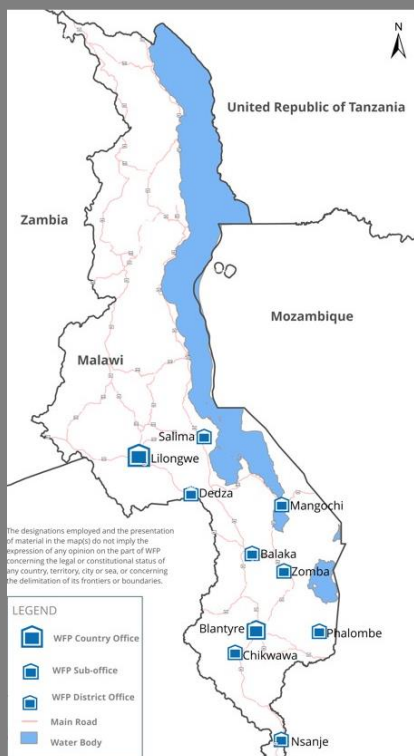 N
United Republic of Tanzania
Zambia
Mozambique
Malawi
Salima
Lilongwe
Dedza
Mangochi
The designations employed and the presentation
of material in the map(s) do not imply the
expression of any opinion on the part of WFP
concerning the legal or constitutional status of
any country, territory, city or sea, or concerning
the delimitation of its frontiers or boundaries.
Balaka
Zomba
Blantyre
Phalombe
Chikwawa
Nsanje
LEGEND
WFP Country Office
WFP Sub-office
WFP District Office
Main Road
Water Body